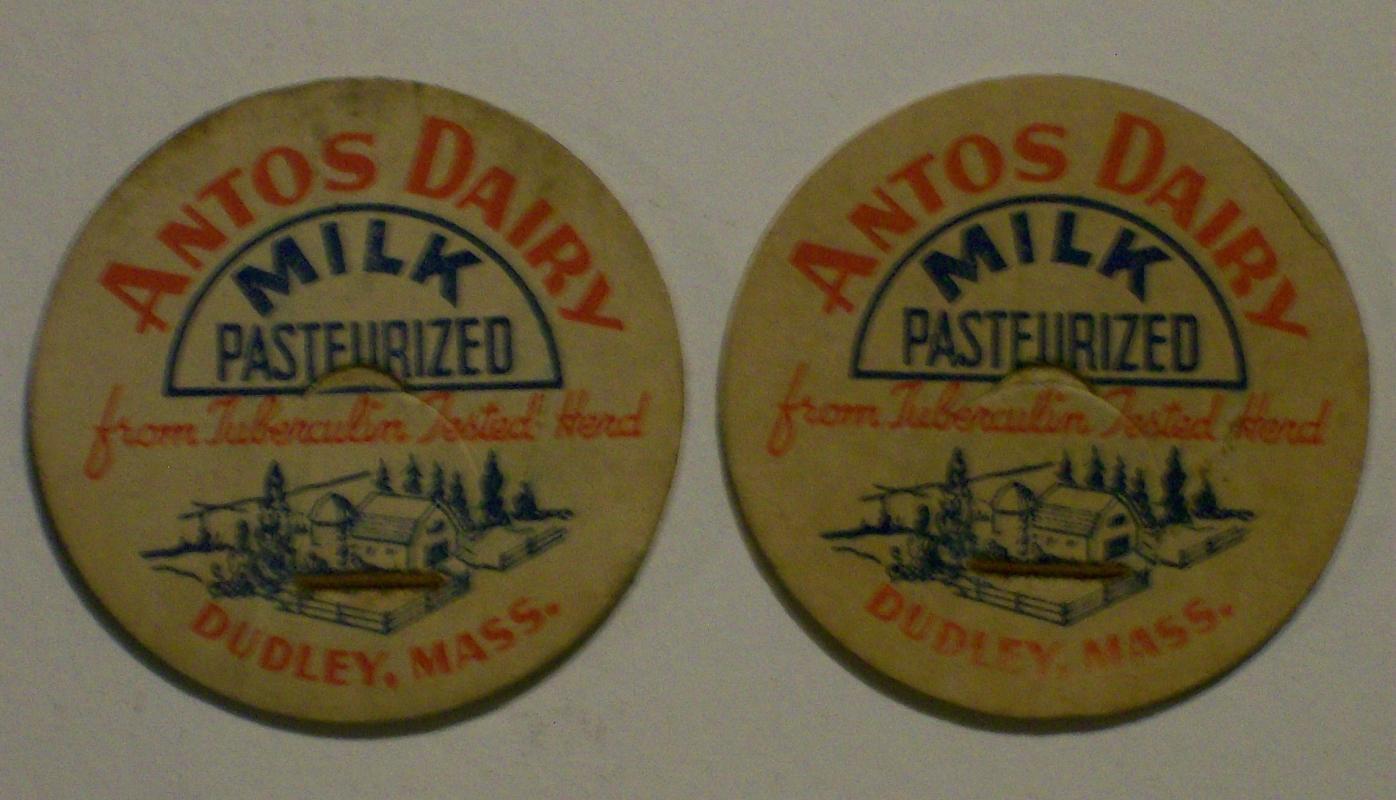 ANTOS DAIRY
MILK
PASTEURIZED
from Tuberculin Tested Herd
DUDLEY, MASS.
ANTOS DAIRY
MILK
PASTEURIZED
from Tuberculin Tested Herd
DUDLEY, MASS.